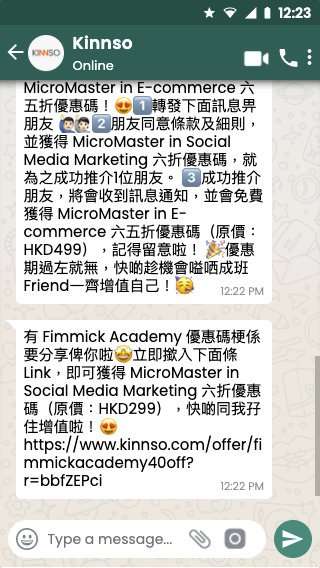 12:23
KINNSO
Kinnso
Online
MicroMaster in E-commerce 六
五折優惠碼！😍1️⃣轉發下面訊息畀
朋友 🙋🏻‍♂️🙋🏻‍♂️2️⃣朋友同意條款及細則，
並獲得 MicroMaster in Social
Media Marketing 六折優惠碼，就
為之成功推介1位朋友。 3️⃣成功推介
朋友，將會收到訊息通知，並會免費
獲得 MicroMaster in E-
commerce 六五折優惠碼（原價：
HKD499），記得留意啦！ 🎉優惠
期過左就無，快啲趁機會嗌哂成班
Friend一齊增值自己！🥳
12:22 PM
有 Fimmick Academy 優惠碼梗係
要分享俾你啦🤩立即撳入下面條
Link，即可獲得 MicroMaster in
Social Media Marketing 六折優惠
碼（原價：HKD299），快啲同我孖
住增值啦！😍
https://www.kinnso.com/offer/fi
mmickacademy40off?
r=bbfZEPci
12:22 PM
Type a message...